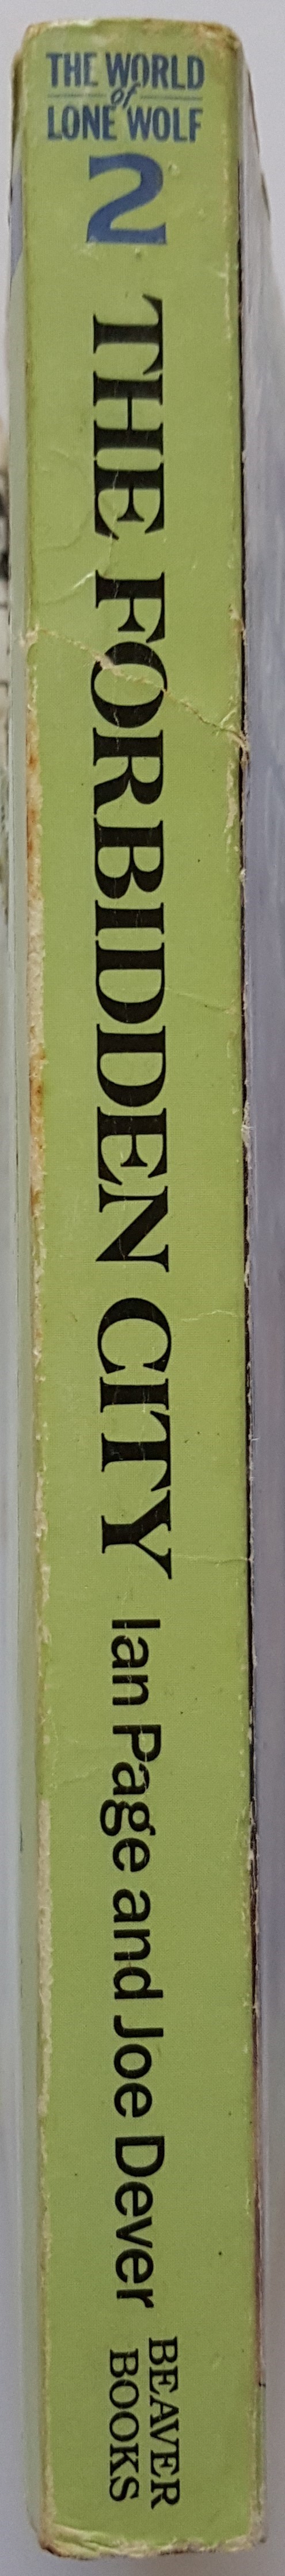 THE WORLD
of
LONE WOLF
2
THE FORBIDDEN CITY Ian Page and Joe Dever
BEAVER
BOOKS